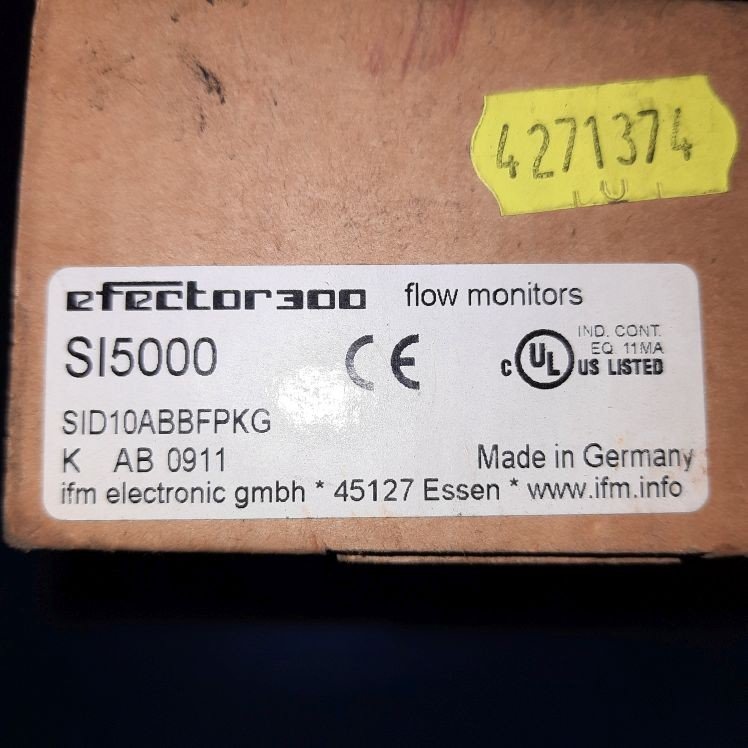 4271374
efector300 flow monitors
SI5000 CE
IND. CONT.
EQ. 11MA
C UL US LISTED
SID10ABBFPKG
K AB 0911 Made in Germany
ifm electronic gmbh * 45127 Essen * www.ifm.info